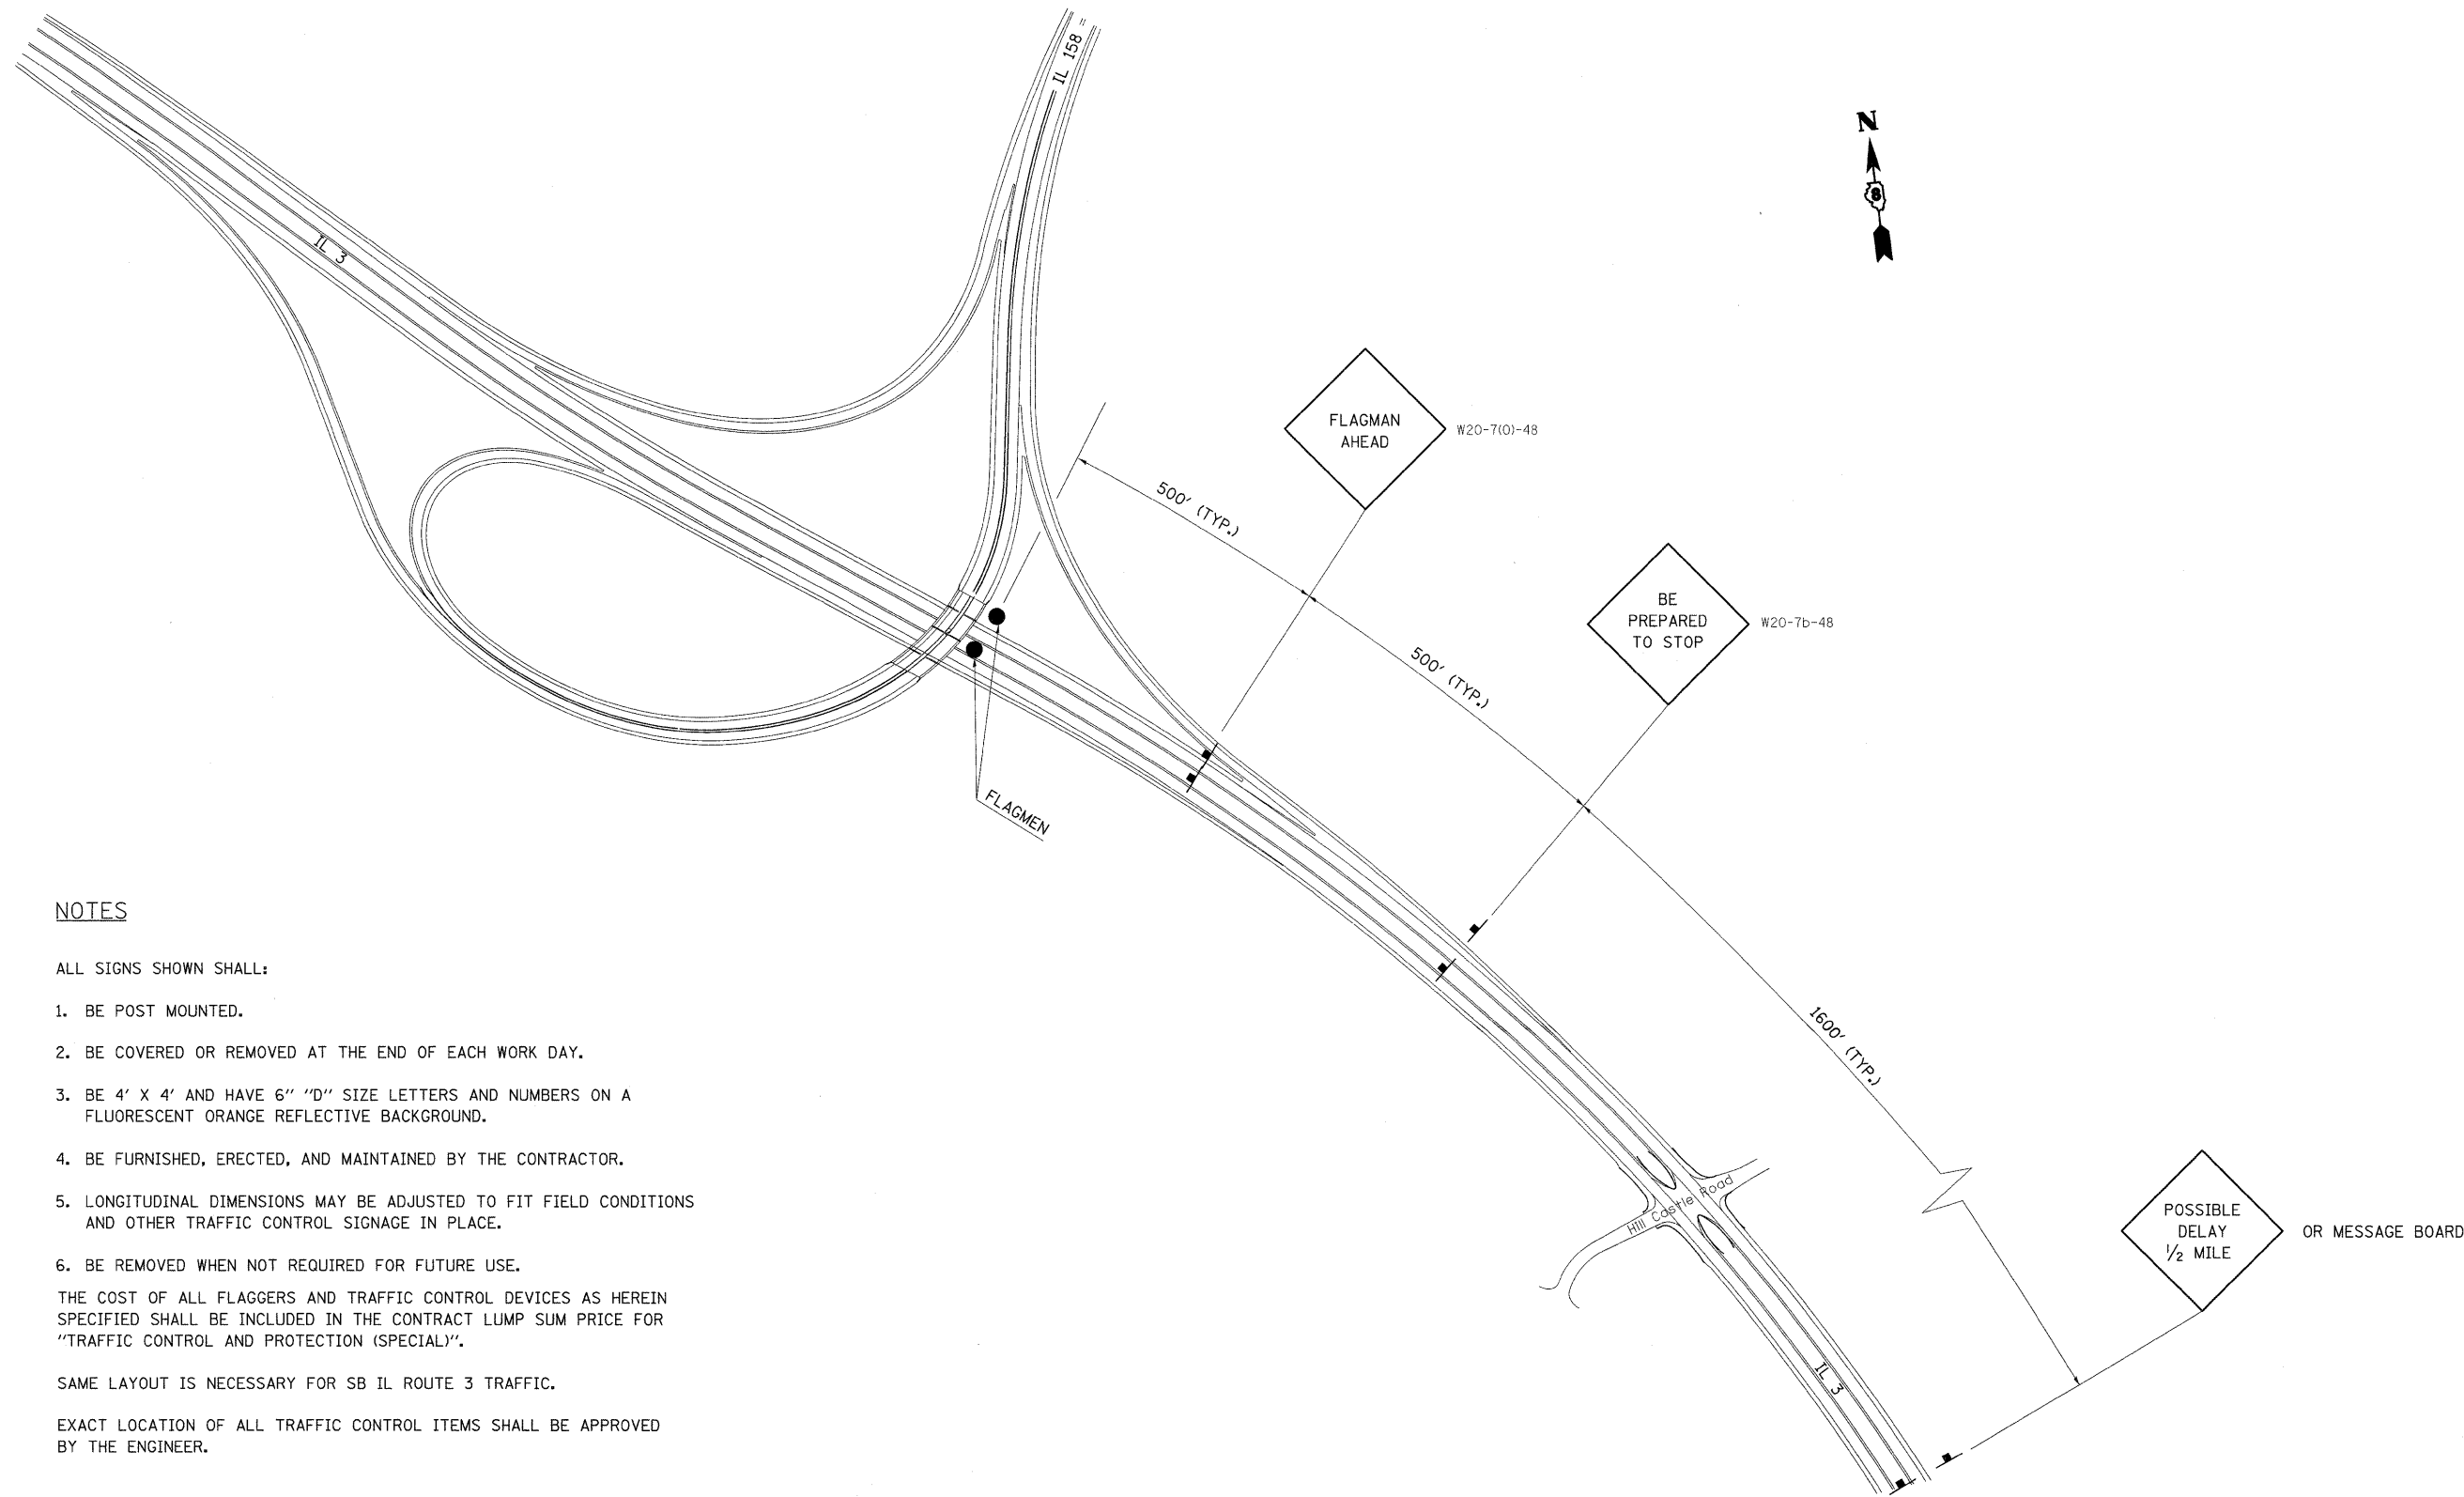 IL 158
N
8
IL 3
FLAGMAN
AHEAD
W20-7(O)-48
500' (TYP.)
BE
PREPARED
TO STOP
W20-7b-48
500' (TYP.)
FLAGMEN
1600' (TYP.)
Hill Castle Road
POSSIBLE
DELAY
1/2 MILE
OR MESSAGE BOARD
IL 3
NOTES
ALL SIGNS SHOWN SHALL:
1. BE POST MOUNTED.
2. BE COVERED OR REMOVED AT THE END OF EACH WORK DAY.
3. BE 4' X 4' AND HAVE 6" "D" SIZE LETTERS AND NUMBERS ON A
FLUORESCENT ORANGE REFLECTIVE BACKGROUND.
4. BE FURNISHED, ERECTED, AND MAINTAINED BY THE CONTRACTOR.
5. LONGITUDINAL DIMENSIONS MAY BE ADJUSTED TO FIT FIELD CONDITIONS
AND OTHER TRAFFIC CONTROL SIGNAGE IN PLACE.
6. BE REMOVED WHEN NOT REQUIRED FOR FUTURE USE.
THE COST OF ALL FLAGGERS AND TRAFFIC CONTROL DEVICES AS HEREIN
SPECIFIED SHALL BE INCLUDED IN THE CONTRACT LUMP SUM PRICE FOR
"TRAFFIC CONTROL AND PROTECTION (SPECIAL)".
SAME LAYOUT IS NECESSARY FOR SB IL ROUTE 3 TRAFFIC.
EXACT LOCATION OF ALL TRAFFIC CONTROL ITEMS SHALL BE APPROVED
BY THE ENGINEER.